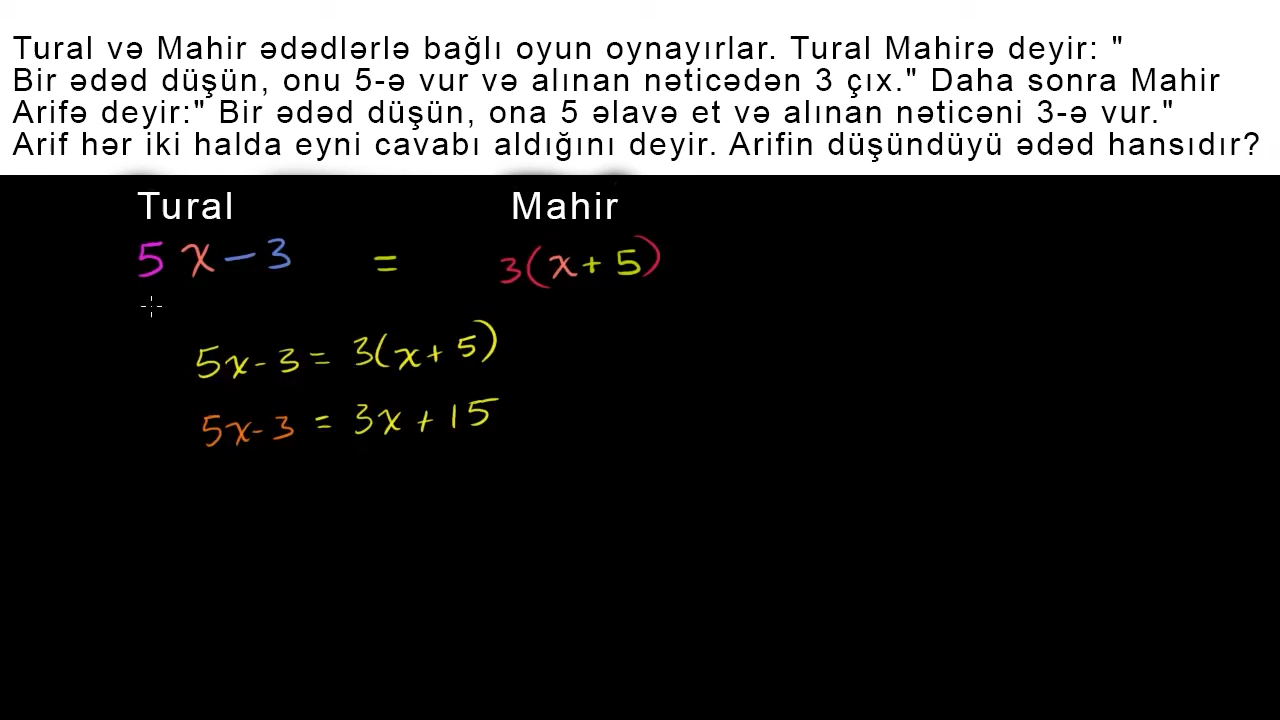 Tural və Mahir ədədlərlə bağlı oyun oynayırlar. Tural Mahirə deyir: "
Bir ədəd düşün, onu 5-ə vur və alınan nəticədən 3 çıx." Daha sonra Mahir
Arifə deyir:" Bir ədəd düşün, ona 5 əlavə et və alınan nəticəni 3-ə vur."
Arif hər iki halda eyni cavabı aldığını deyir. Arifin düşündüyü ədəd hansıdır?
Tural Mahir
5x-3 = 3(x+5)
5x-3 = 3(x+5)
5x-3 = 3x+15